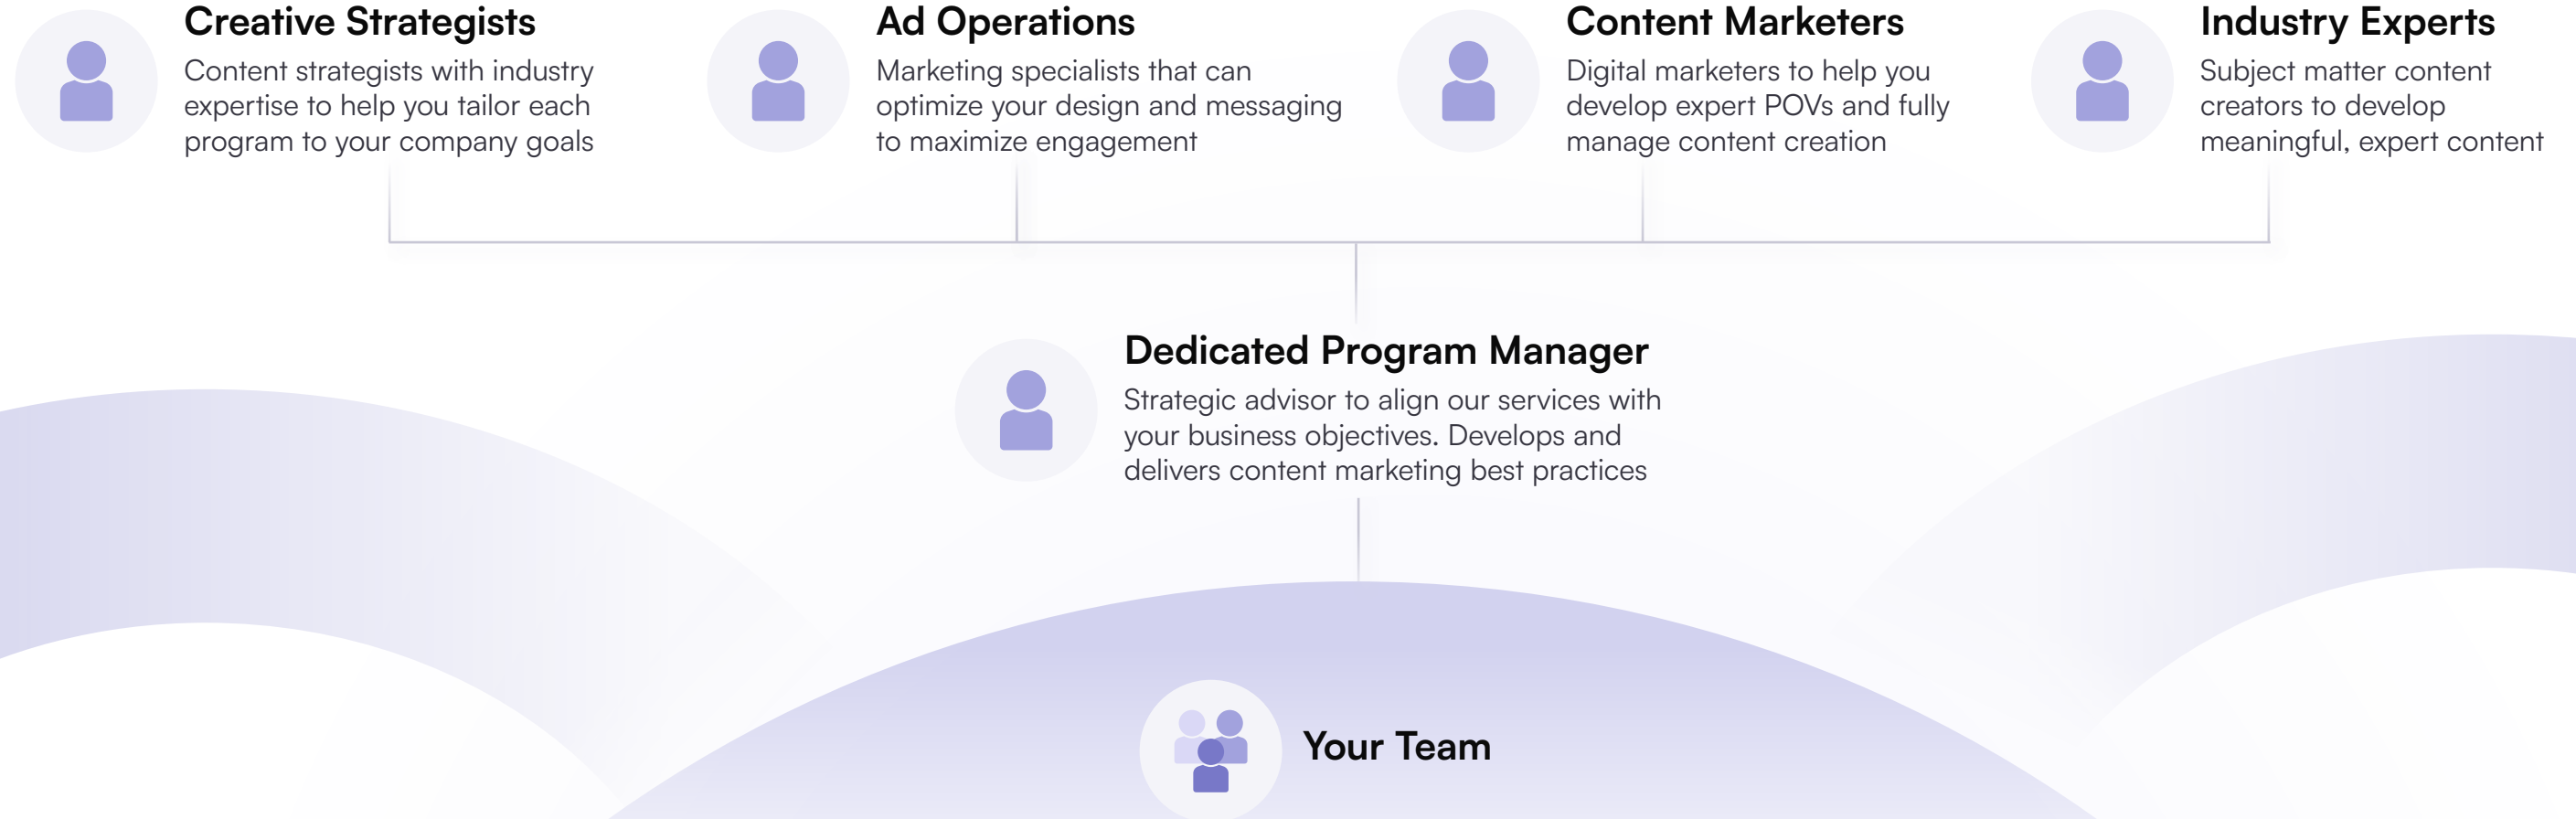 Creative Strategists
Content strategists with industry
expertise to help you tailor each
program to your company goals
Ad Operations
Marketing specialists that can
optimize your design and messaging
to maximize engagement
Content Marketers
Digital marketers to help you
develop expert POVs and fully
manage content creation
Industry Experts
Subject matter content
creators to develop
meaningful, expert content
Dedicated Program Manager
Strategic advisor to align our services with
your business objectives. Develops and
delivers content marketing best practices
Your Team